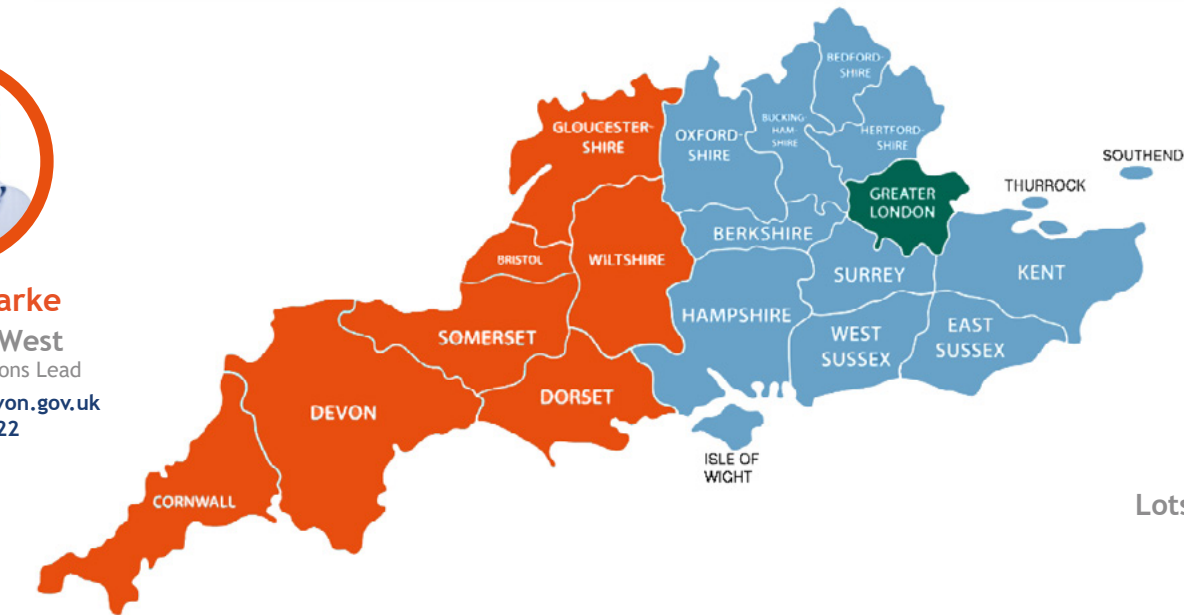 arke
West
ons Lead
von.gov.uk
22
GLOUCESTER-
SHIRE
OXFORD-
SHIRE
BUCKING-
HAM-
SHIRE
BEDFORD-
SHIRE
HERTFORD-
SHIRE
GREATER
LONDON
THURROCK
SOUTHEND
BRISTOL
WILTSHIRE
BERKSHIRE
SURREY
KENT
SOMERSET
HAMPSHIRE
WEST
SUSSEX
EAST
SUSSEX
DEVON
DORSET
ISLE OF
WIGHT
CORNWALL
Lots